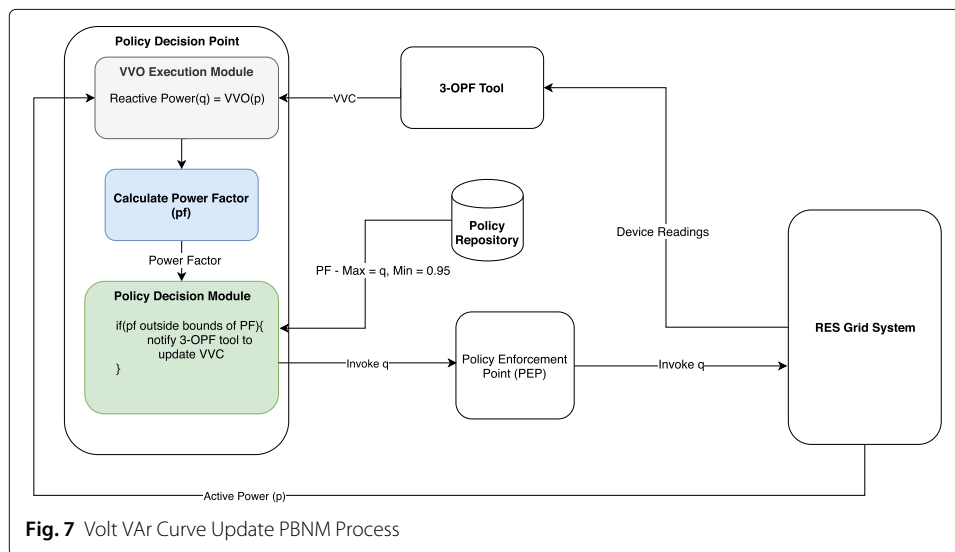 Policy Decision Point
VVO Execution Module
Reactive Power(q) = VVO(p)
VVC
3-OPF Tool
Calculate Power Factor
(pf)
Power Factor
Policy
Repository
Device Readings
PF - Max = q, Min = 0.95
Policy Decision Module
if(pf outside bounds of PF){
notify 3-OPF tool to
update VVC
}
Invoke q
Policy Enforcement
Point (PEP)
Invoke q
RES Grid System
Active Power (p)
Fig. 7 Volt VAr Curve Update PBNM Process